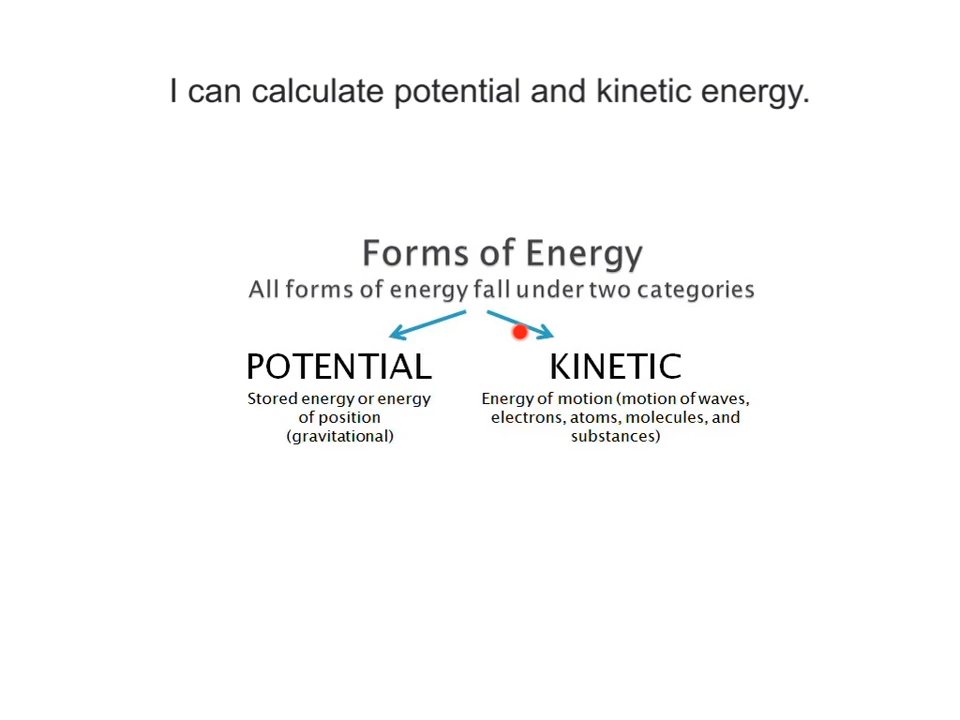 I can calculate potential and kinetic energy.
Forms of Energy
All forms of energy fall under two categories
POTENTIAL
Stored energy or energy
of position
(gravitational)
KINETIC
Energy of motion (motion of waves,
electrons, atoms, molecules, and
substances)